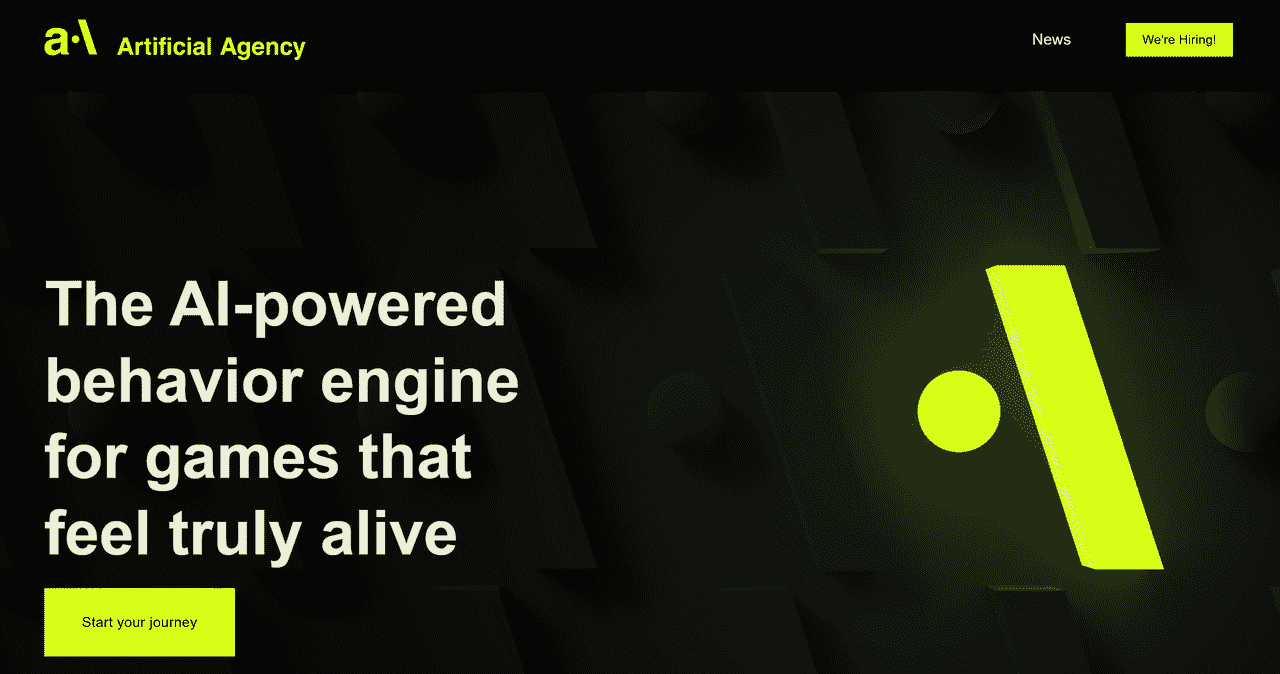 a·\ Artificial Agency
News
We're Hiring!
The AI-powered
behavior engine
for games that
feel truly alive
Start your journey